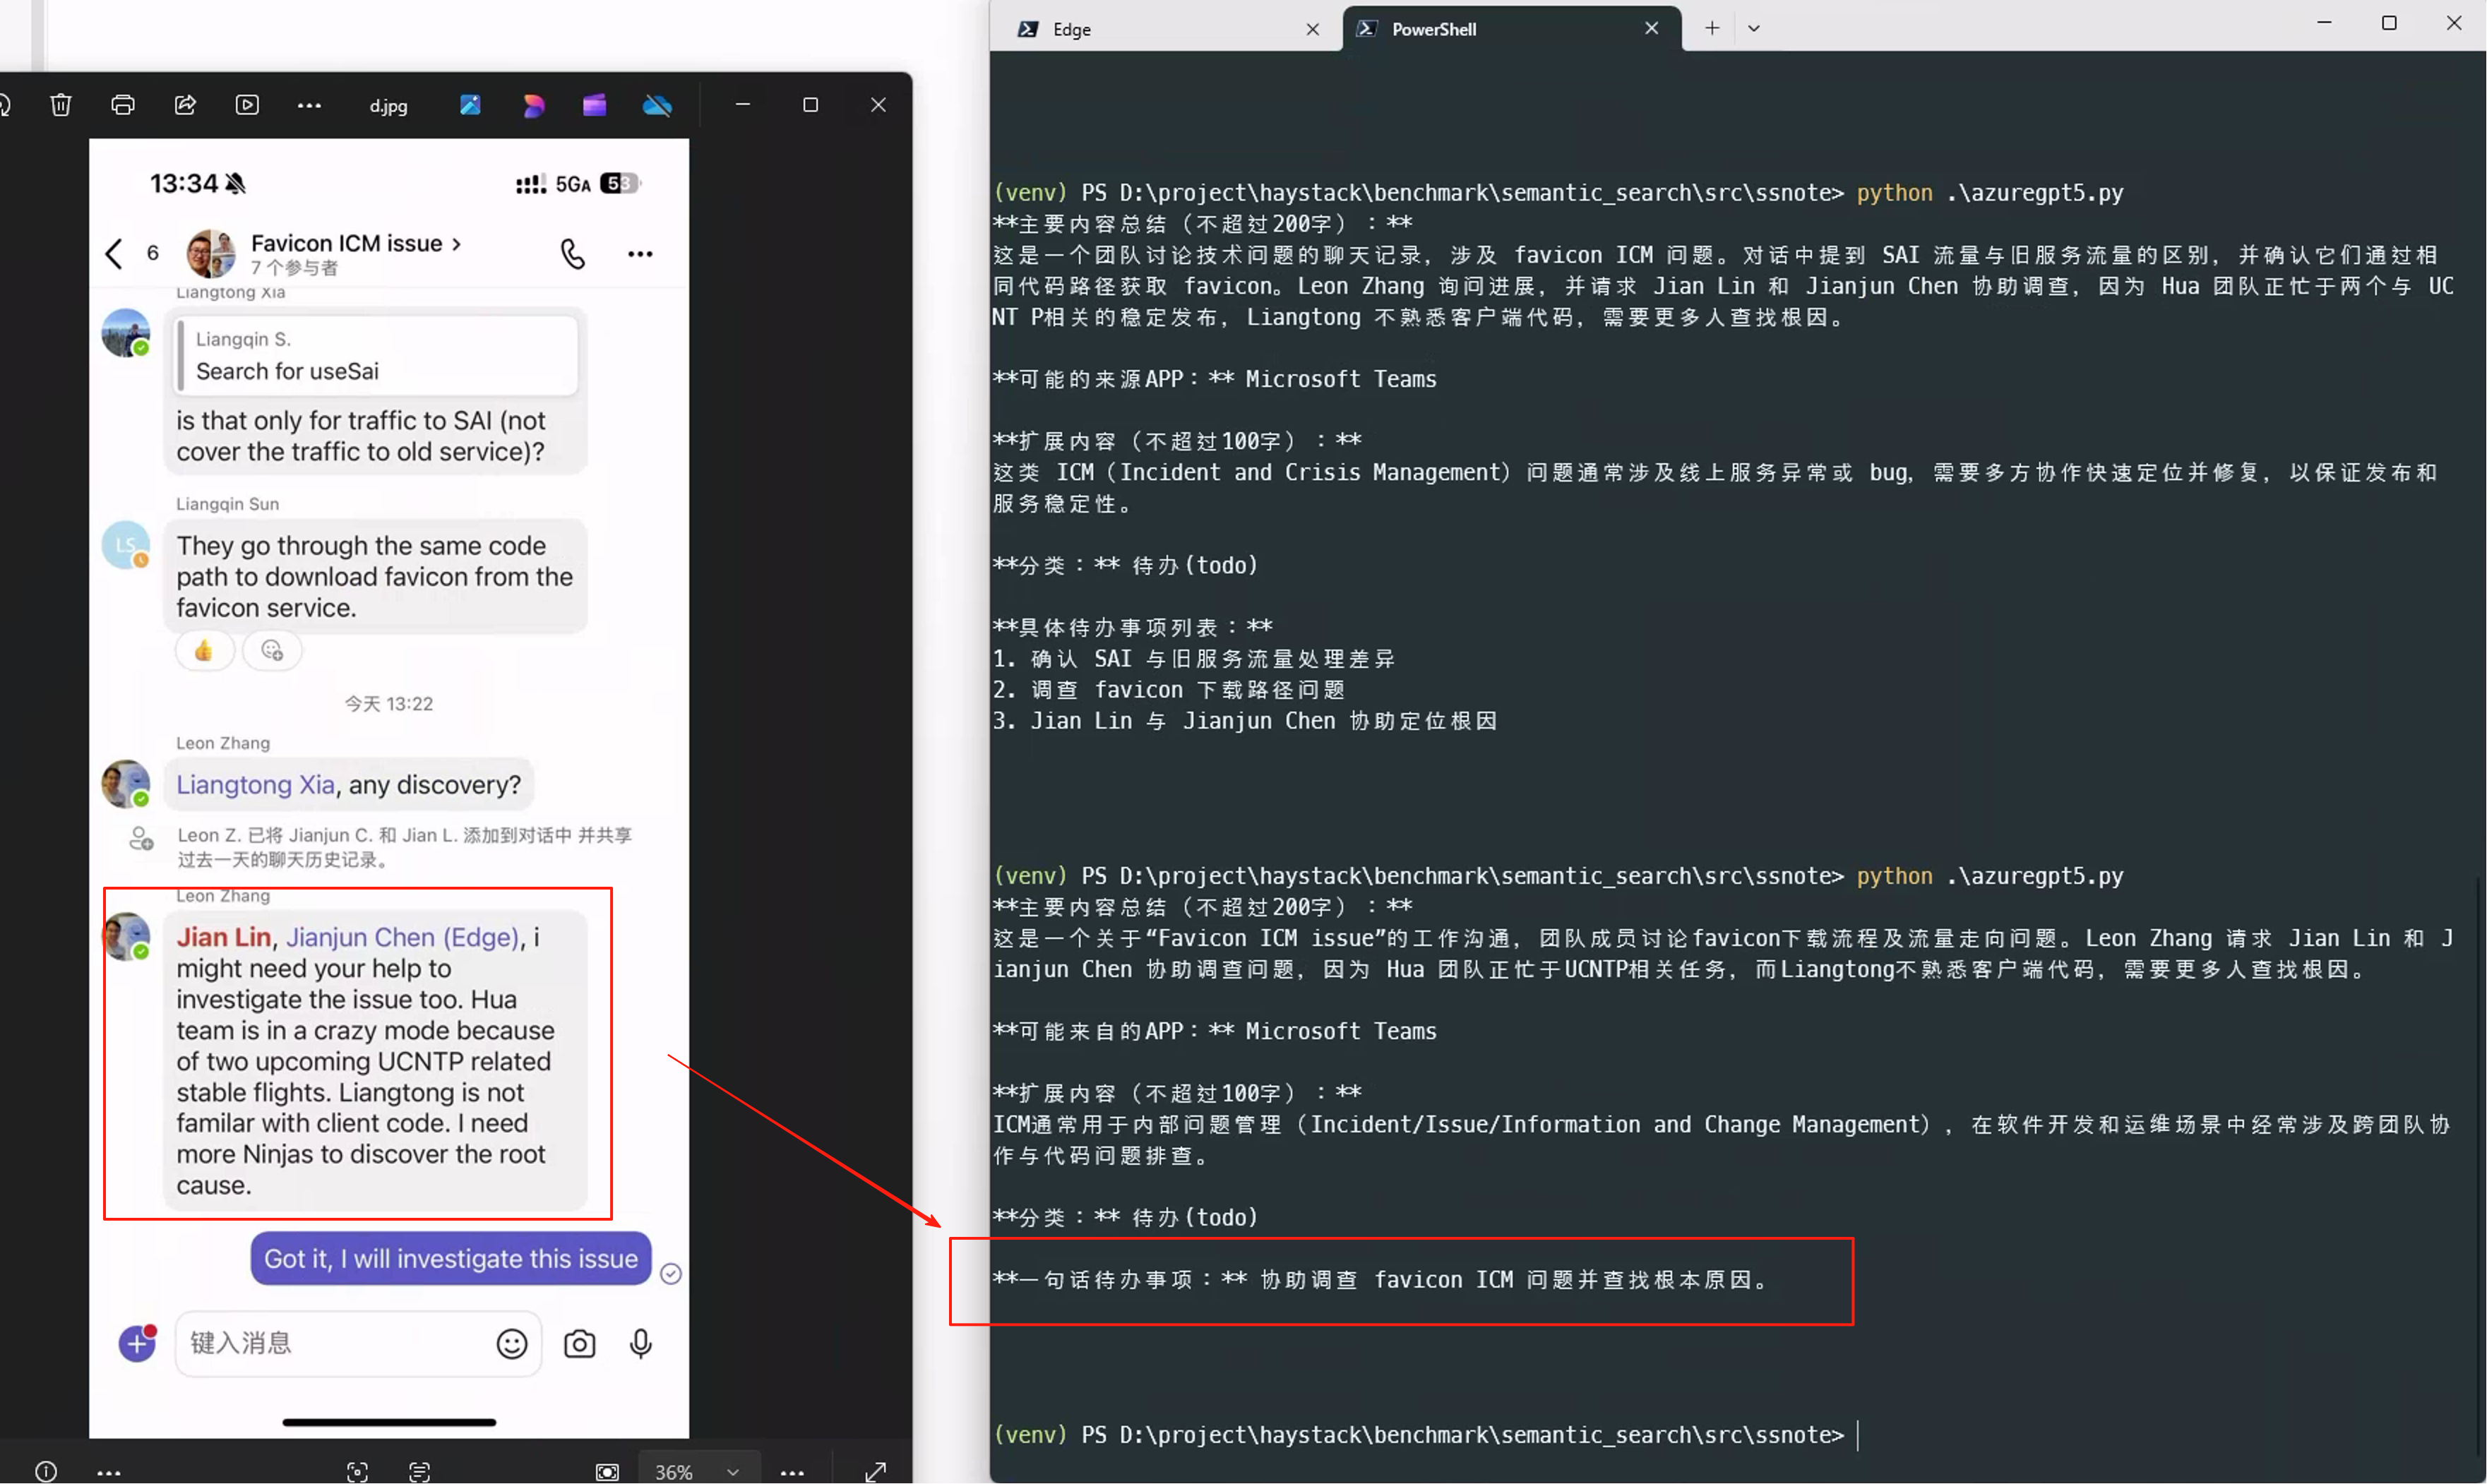 d.jpg
13:34
5GA 53
6
Favicon ICM issue >
7 个参与者
Liangtong Xia
Liangqin S.
Search for useSai
is that only for traffic to SAI (not
cover the traffic to old service)?
Liangqin Sun
LS
They go through the same code
path to download favicon from the
favicon service.
今天 13:22
Leon Zhang
Liangtong Xia, any discovery?
Leon Z. 已将 Jianjun C. 和 Jian L. 添加到对话中 并共享
过去一天的聊天历史记录。
Leon Zhang
Jian Lin, Jianjun Chen (Edge), i
might need your help to
investigate the issue too. Hua
team is in a crazy mode because
of two upcoming UCNTP related
stable flights. Liangtong is not
familar with client code. I need
more Ninjas to discover the root
cause.
Got it, I will investigate this issue
键入消息
36%
Edge
PowerShell
(venv) PS D:\project\haystack\benchmark\semantic_search\src\ssnote> python .\azuregpt5.py
**主要内容总结（不超过200字）：**
这是一个团队讨论技术问题的聊天记录，涉及 favicon ICM 问题。对话中提到 SAI 流量与旧服务流量的区别，并确认它们通过相
同代码路径获取 favicon。Leon Zhang 询问进展，并请求 Jian Lin 和 Jianjun Chen 协助调查，因为 Hua 团队正忙于两个与 UC
NT P相关的稳定发布，Liangtong 不熟悉客户端代码，需要更多人查找根因。
**可能的来源APP：** Microsoft Teams
**扩展内容（不超过100字）：**
这类 ICM（Incident and Crisis Management）问题通常涉及线上服务异常或 bug，需要多方协作快速定位并修复，以保证发布和
服务稳定性。
**分类：** 待办(todo)
**具体待办事项列表：**
1. 确认 SAI 与旧服务流量处理差异
2. 调查 favicon 下载路径问题
3. Jian Lin 与 Jianjun Chen 协助定位根因
(venv) PS D:\project\haystack\benchmark\semantic_search\src\ssnote> python .\azuregpt5.py
**主要内容总结（不超过200字）：**
这是一个关于“Favicon ICM issue”的工作沟通，团队成员讨论favicon下载流程及流量走向问题。Leon Zhang 请求 Jian Lin 和 J
ianjun Chen 协助调查问题，因为 Hua 团队正忙于UCNTP相关任务，而Liangtong不熟悉客户端代码，需要更多人查找根因。
**可能来自的APP：** Microsoft Teams
**扩展内容（不超过100字）：**
ICM通常用于内部问题管理（Incident/Issue/Information and Change Management），在软件开发和运维场景中经常涉及跨团队协
作与代码问题排查。
**分类：** 待办(todo)
**一句话待办事项：** 协助调查 favicon ICM 问题并查找根本原因。
(venv) PS D:\project\haystack\benchmark\semantic_search\src\ssnote>